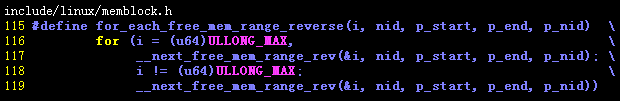 include/linux/memblock.h
115 #define for_each_free_mem_range_reverse(i, nid, p_start, p_end, p_nid)  \
116         for (i = (u64)ULLONG_MAX,                                       \
117              __next_free_mem_range_rev(&i, nid, p_start, p_end, p_nid); \
118              i != (u64)ULLONG_MAX;                                      \
119              __next_free_mem_range_rev(&i, nid, p_start, p_end, p_nid))